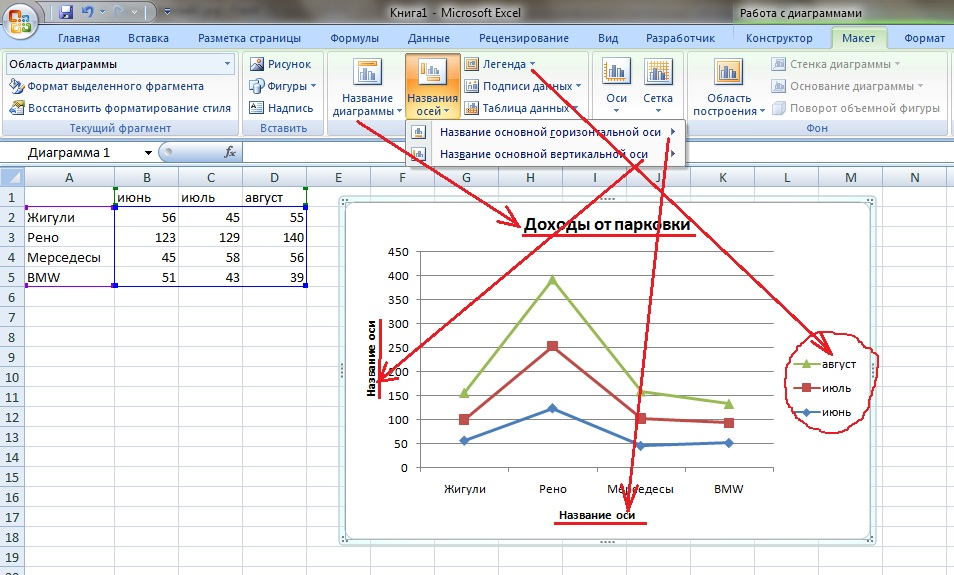 Книга1 - Microsoft Excel
Работа с диаграммами
Главная Вставка Разметка страницы Формулы Данные Рецензирование Вид Разработчик Конструктор Макет Формат
Область диаграммы
Формат выделенного фрагмента
Восстановить форматирование стиля
Текущий фрагмент
Рисунок
Фигуры
Надпись
Вставить
Название диаграммы
Названия осей
Легенда
Подписи данных
Таблица данных
Оси
Сетка
Область построения
Стенка диаграммы
Основание диаграммы
Поворот объемной фигуры
Фон
Название основной горизонтальной оси
Название основной вертикальной оси
Диаграмма 1
fx
A B C D E F G H I J K L M N
1 июнь июль август
2 Жигули 56 45 55
3 Рено 123 129 140
4 Мерседесы 45 58 56
5 BMW 51 43 39
6
7
8
9
10
11
12
13
14
15
16
17
18
19
Доходы от парковки
450
400
350
300
250
200
150
100
50
0
Название оси
Жигули Рено Мерседесы BMW
Название оси
август
июль
июнь